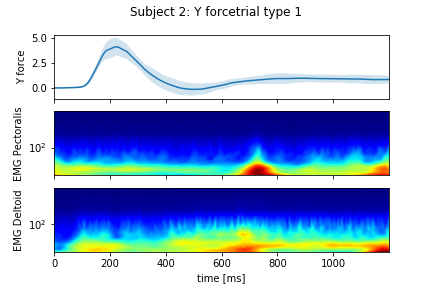 Subject 2: Y forcetrial type 1
Y force
5.0
2.5
0.0
EMG Pectoralis
10²
EMG Deltoid
10²
0 200 400 600 800 1000
time [ms]